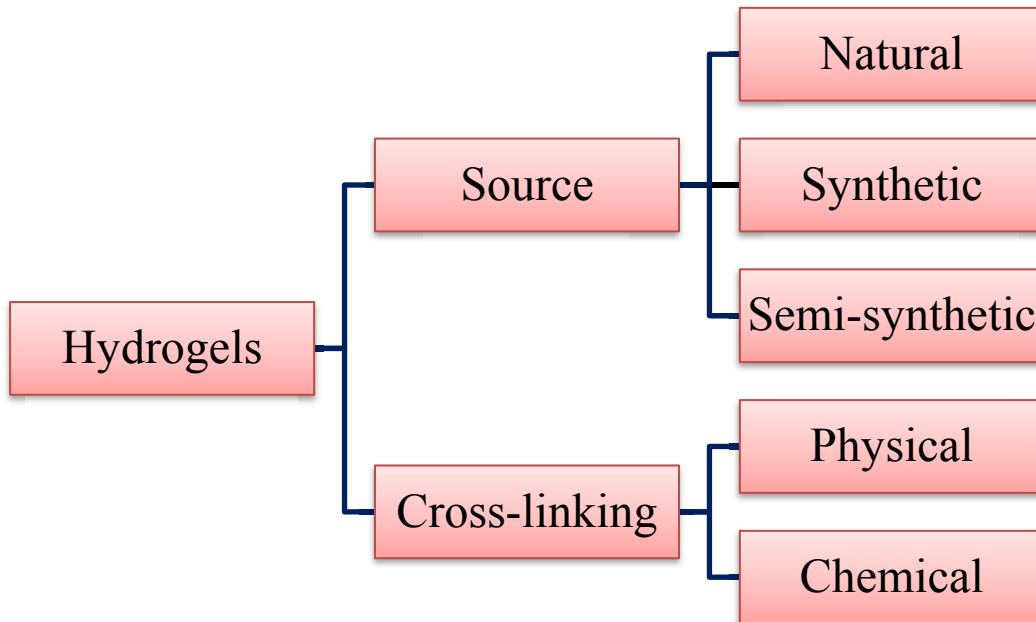 Hydrogels
Source
Natural
Synthetic
Semi-synthetic
Cross-linking
Physical
Chemical